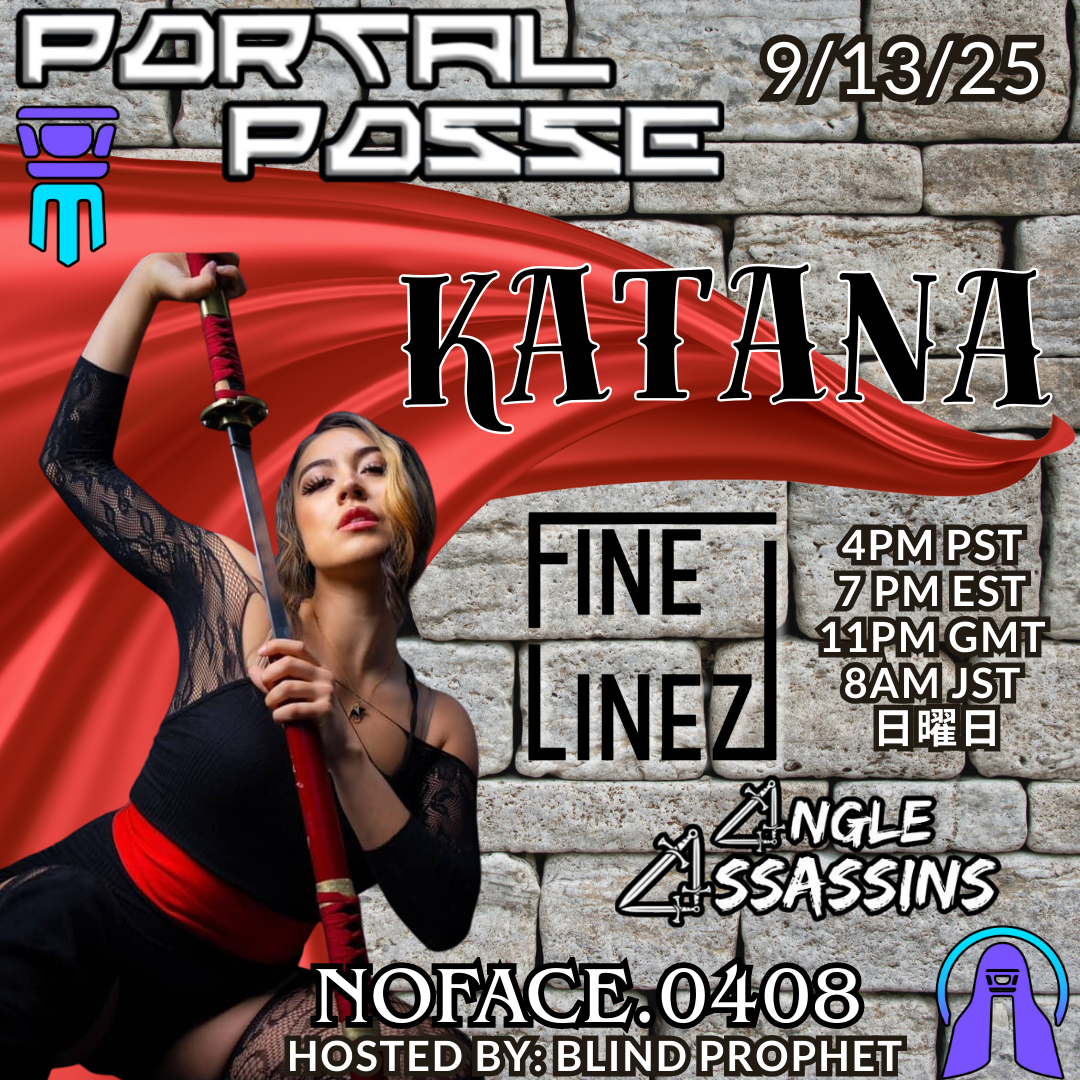 PORTAL
POSSE
9/13/25
KATANA
FINE
LINEZ
4PM PST
7 PM EST
11PM GMT
8AM JST
日曜日
ANGLE
ASSASSINS
NOFACE.0408
HOSTED BY: BLIND PROPHET